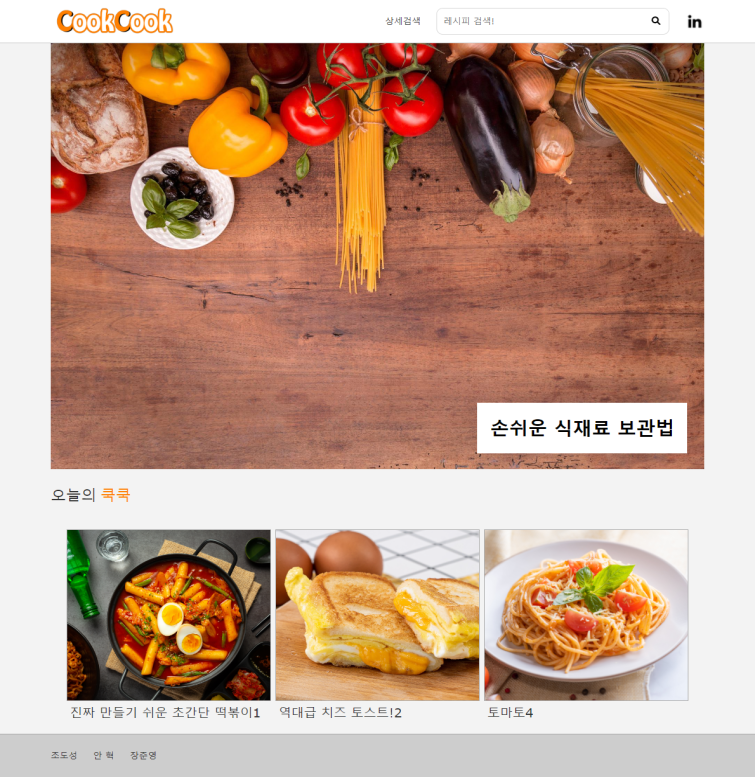 CookCook
상세검색
레시피 검색!
in
손쉬운 식재료 보관법
오늘의 쿡쿡
진짜 만들기 쉬운 초간단 떡볶이1
역대급 치즈 토스트!2
토마토4
조도성 안 혁 장준영